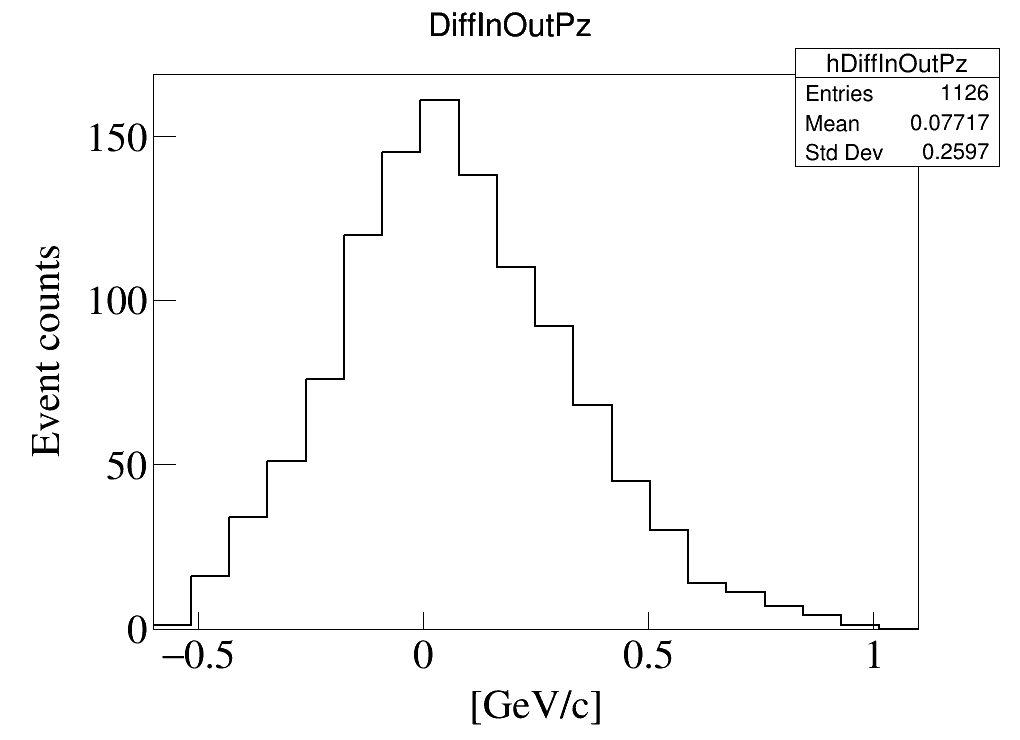 DiffInOutPz
hDiffInOutPz
Entries 1126
Mean 0.07717
Std Dev 0.2597
150
100
50
0
Event counts
−0.5 0 0.5 1
[GeV/c]